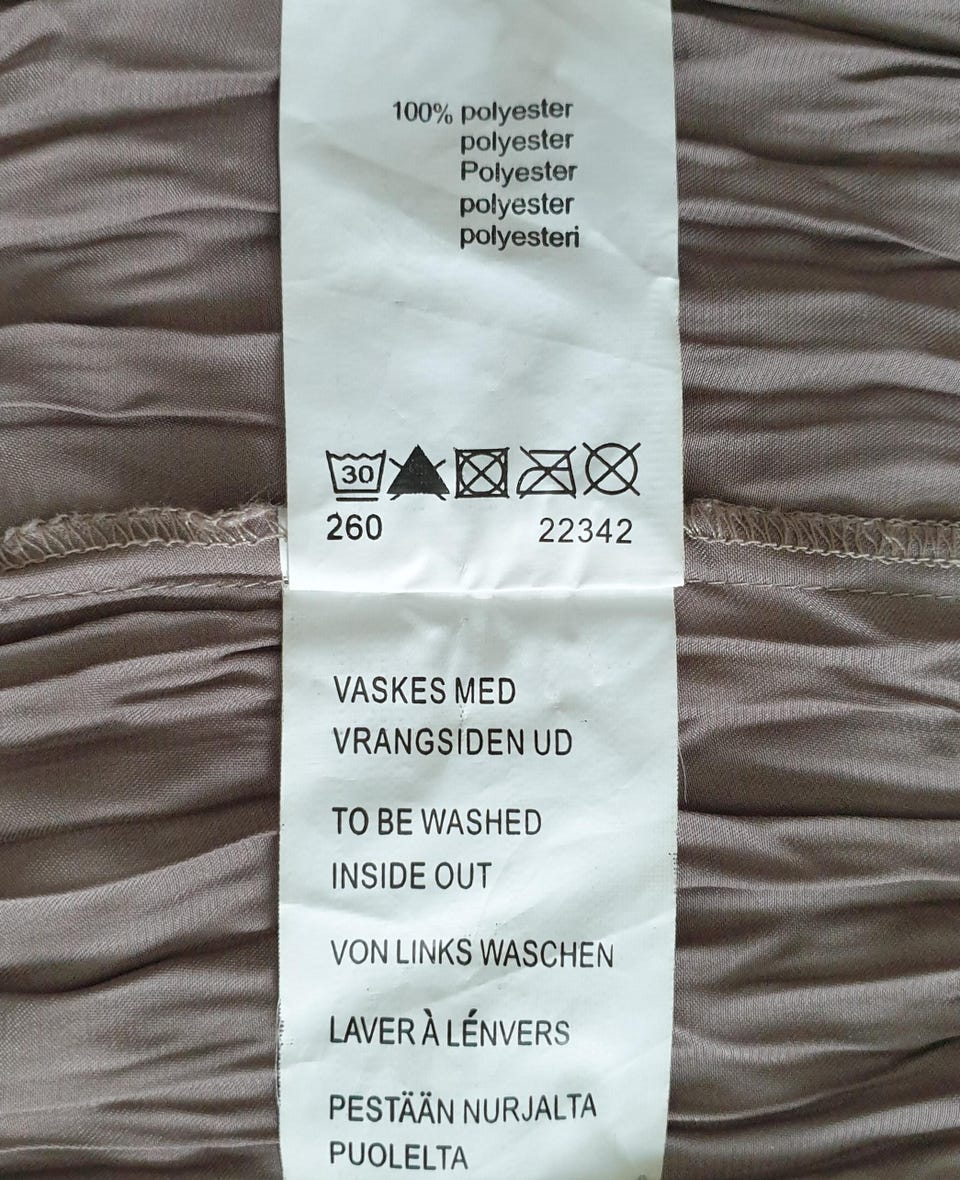 100% polyester
polyester
Polyester
polyester
polyesteri
30
260 22342
VASKES MED
VRANGSIDEN UD
TO BE WASHED
INSIDE OUT
VON LINKS WASCHEN
LAVER À LÉNVERS
PESTÄÄN NURJALTA
PUOLELTA